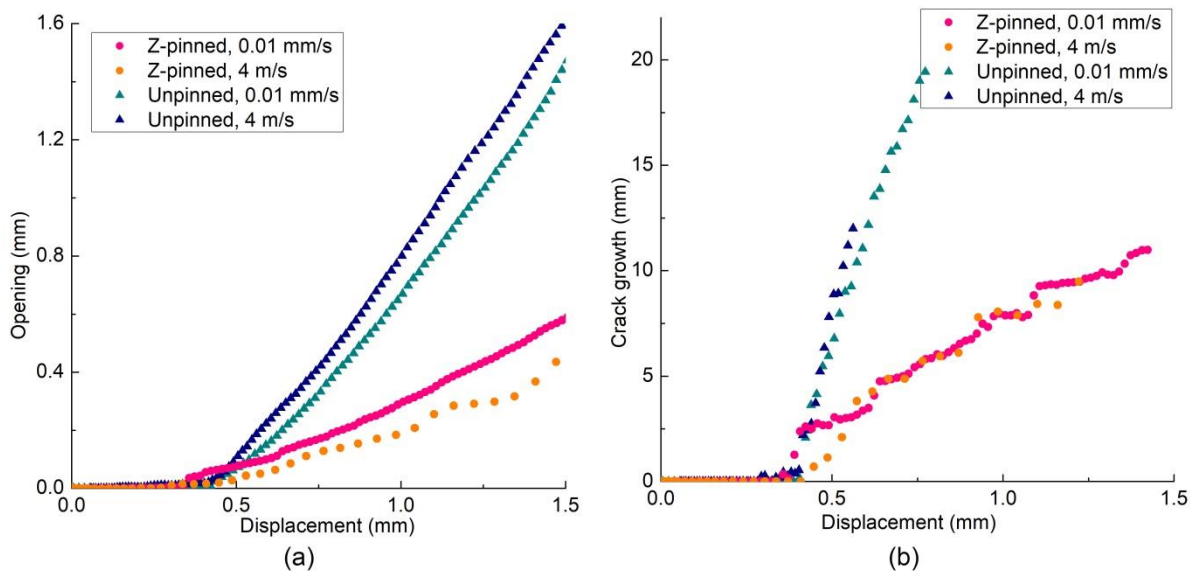 1.6
1.2
0.8
0.4
0.0
Opening (mm)
Z-pinned, 0.01 mm/s
Z-pinned, 4 m/s
Unpinned, 0.01 mm/s
Unpinned, 4 m/s
0.0 0.5 1.0 1.5
Displacement (mm)
(a)
20
15
10
5
0
Crack growth (mm)
Z-pinned, 0.01 mm/s
Z-pinned, 4 m/s
Unpinned, 0.01 mm/s
Unpinned, 4 m/s
0.0 0.5 1.0 1.5
Displacement (mm)
(b)